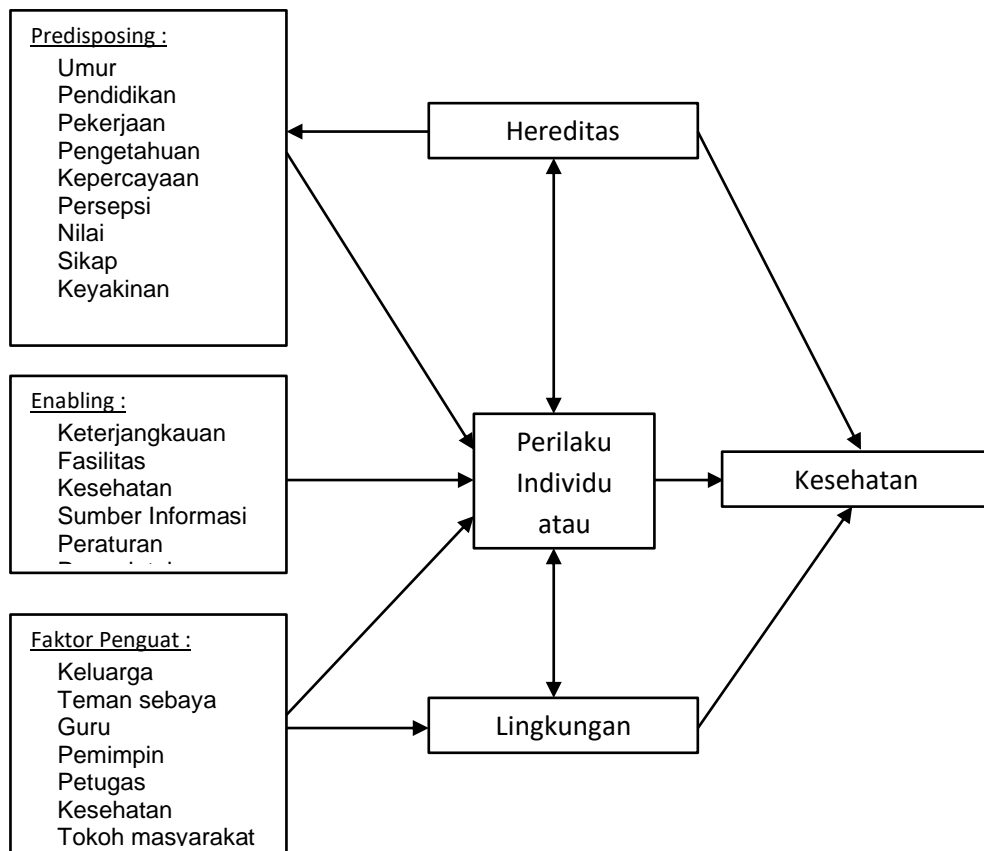 Predisposing :
Umur
Pendidikan
Pekerjaan
Pengetahuan
Kepercayaan
Persepsi
Nilai
Sikap
Keyakinan
Hereditas
Enabling :
Keterjangkauan
Fasilitas
Kesehatan
Sumber Informasi
Peraturan
Perilaku
Individu
atau
Kesehatan
Faktor Penguat :
Keluarga
Teman sebaya
Guru
Pemimpin
Petugas
Kesehatan
Tokoh masyarakat
Lingkungan